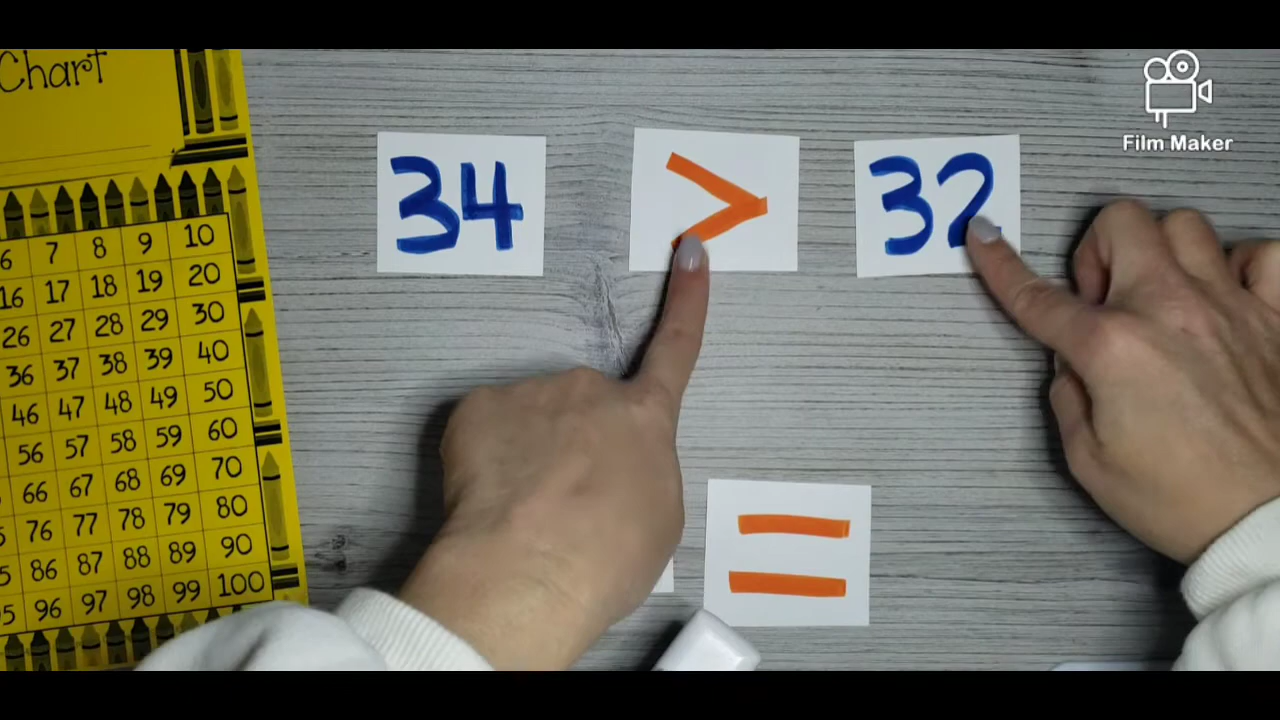 Chart
34 > 32
Film Maker
6 7 8 9 10
16 17 18 19 20
26 27 28 29 30
36 37 38 39 40
46 47 48 49 50
56 57 58 59 60
66 67 68 69 70
76 77 78 79 80
86 87 88 89 90
96 97 98 99 100
=